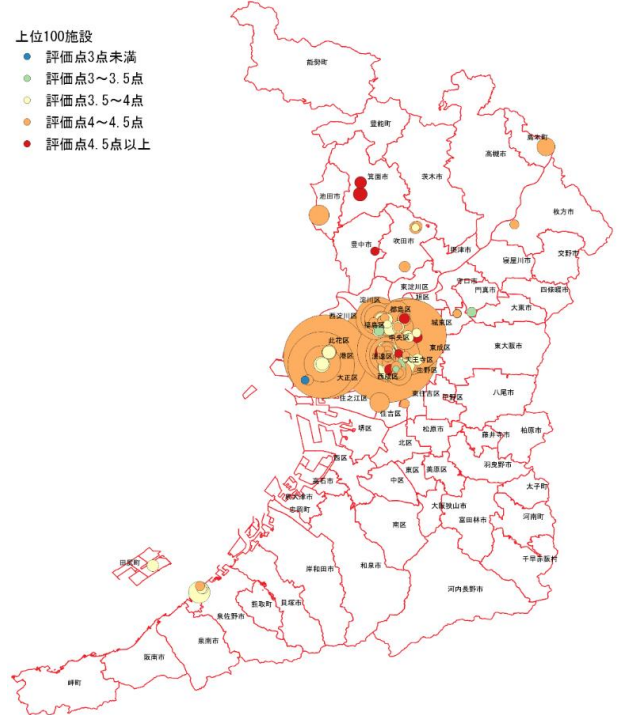 上位100施設
評価点3点未満
評価点3～3.5点
評価点3.5～4点
評価点4～4.5点
評価点4.5点以上
能勢町
豊能町
島本町
高槻市
箕面市
茨木市
池田市
枚方市
豊中市
吹田市
摂津市
寝屋川市
交野市
東淀川区
守口市
門真市
四條畷市
淀川区
旭区
大東市
西淀川区
都島区
福島区
城東区
此花区
中央区
東成区
東大阪市
港区
浪速区
天王寺区
大正区
西成区
生野区
住之江区
東住吉区
平野区
八尾市
住吉区
堺区
松原市
藤井寺市
柏原市
北区
西区
東区
美原区
羽曳野市
高石市
中区
太子町
泉大津市
忠岡町
大阪狭山市
富田林市
河南町
南区
千早赤阪村
田尻町
岸和田市
和泉市
河内長野市
熊取町
貝塚市
泉佐野市
泉南市
阪南市
岬町